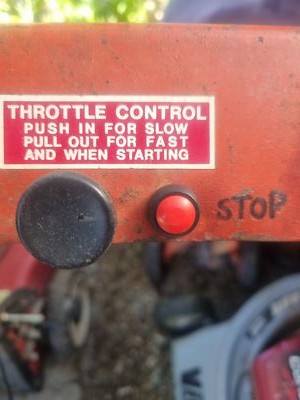 THROTTLE CONTROL
PUSH IN FOR SLOW
PULL OUT FOR FAST
AND WHEN STARTING
STOP